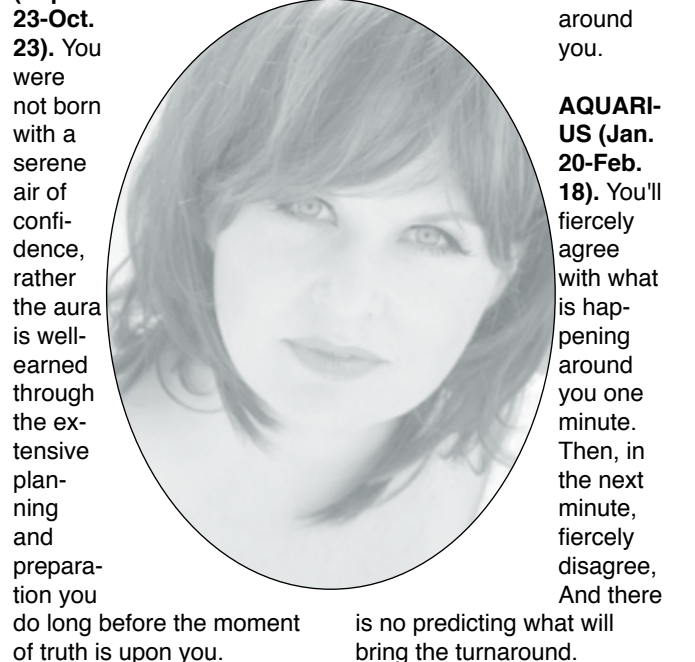 23-Oct.
23). You
were
not born
with a
serene
air of
confi-
dence,
rather
the aura
is well-
earned
through
the ex-
tensive
plan-
ning
and
prepara-
tion you
do long before the moment
of truth is upon you.
around
you.
AQUARI-
US (Jan.
20-Feb.
18). You'll
fiercely
agree
with what
is hap-
pening
around
you one
minute.
Then, in
the next
minute,
fiercely
disagree,
And there
is no predicting what will
bring the turnaround.